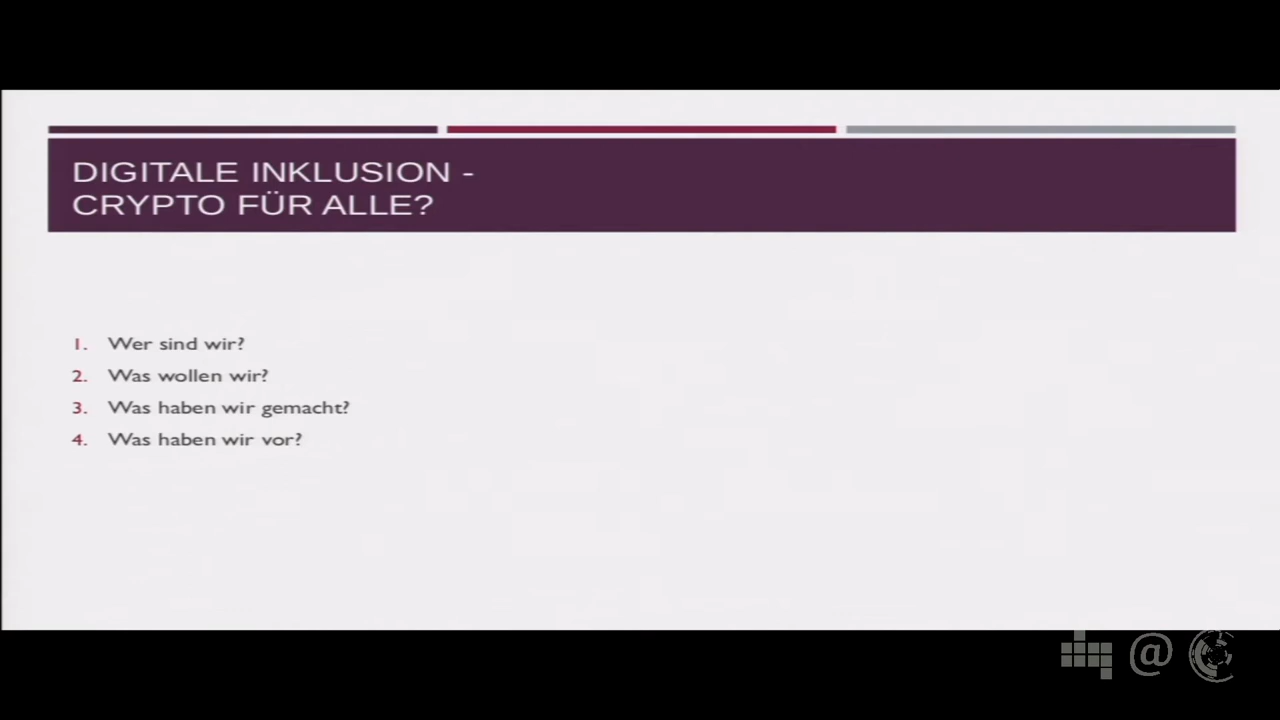 DIGITALE INKLUSION -
CRYPTO FÜR ALLE?
1. Wer sind wir?
2. Was wollen wir?
3. Was haben wir gemacht?
4. Was haben wir vor?
@